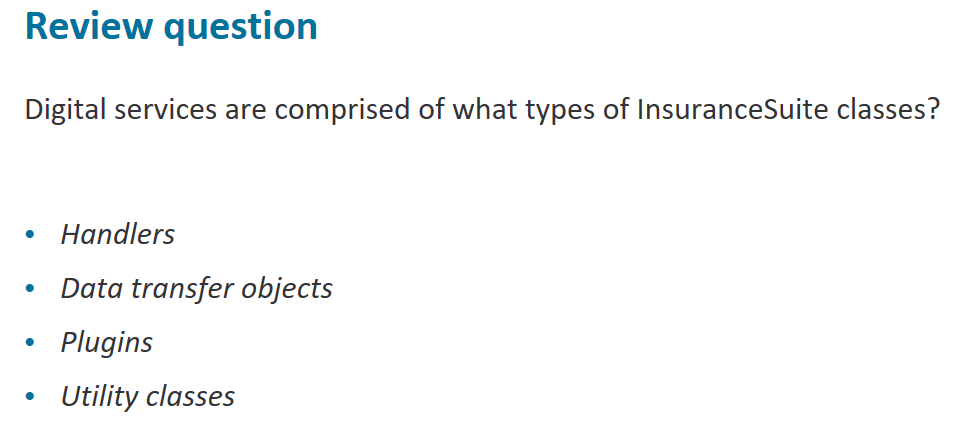 Review question
Digital services are comprised of what types of InsuranceSuite classes?
• Handlers
• Data transfer objects
• Plugins
• Utility classes